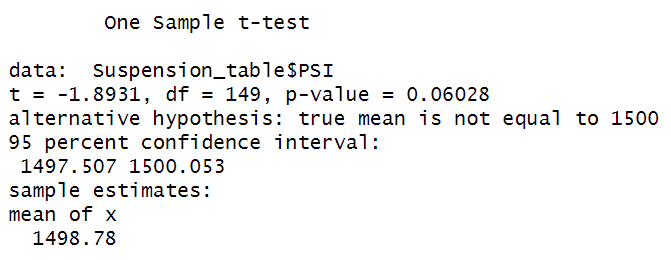 One Sample t-test
data: Suspension_table$PSI
t = -1.8931, df = 149, p-value = 0.06028
alternative hypothesis: true mean is not equal to 1500
95 percent confidence interval:
1497.507 1500.053
sample estimates:
mean of x
1498.78